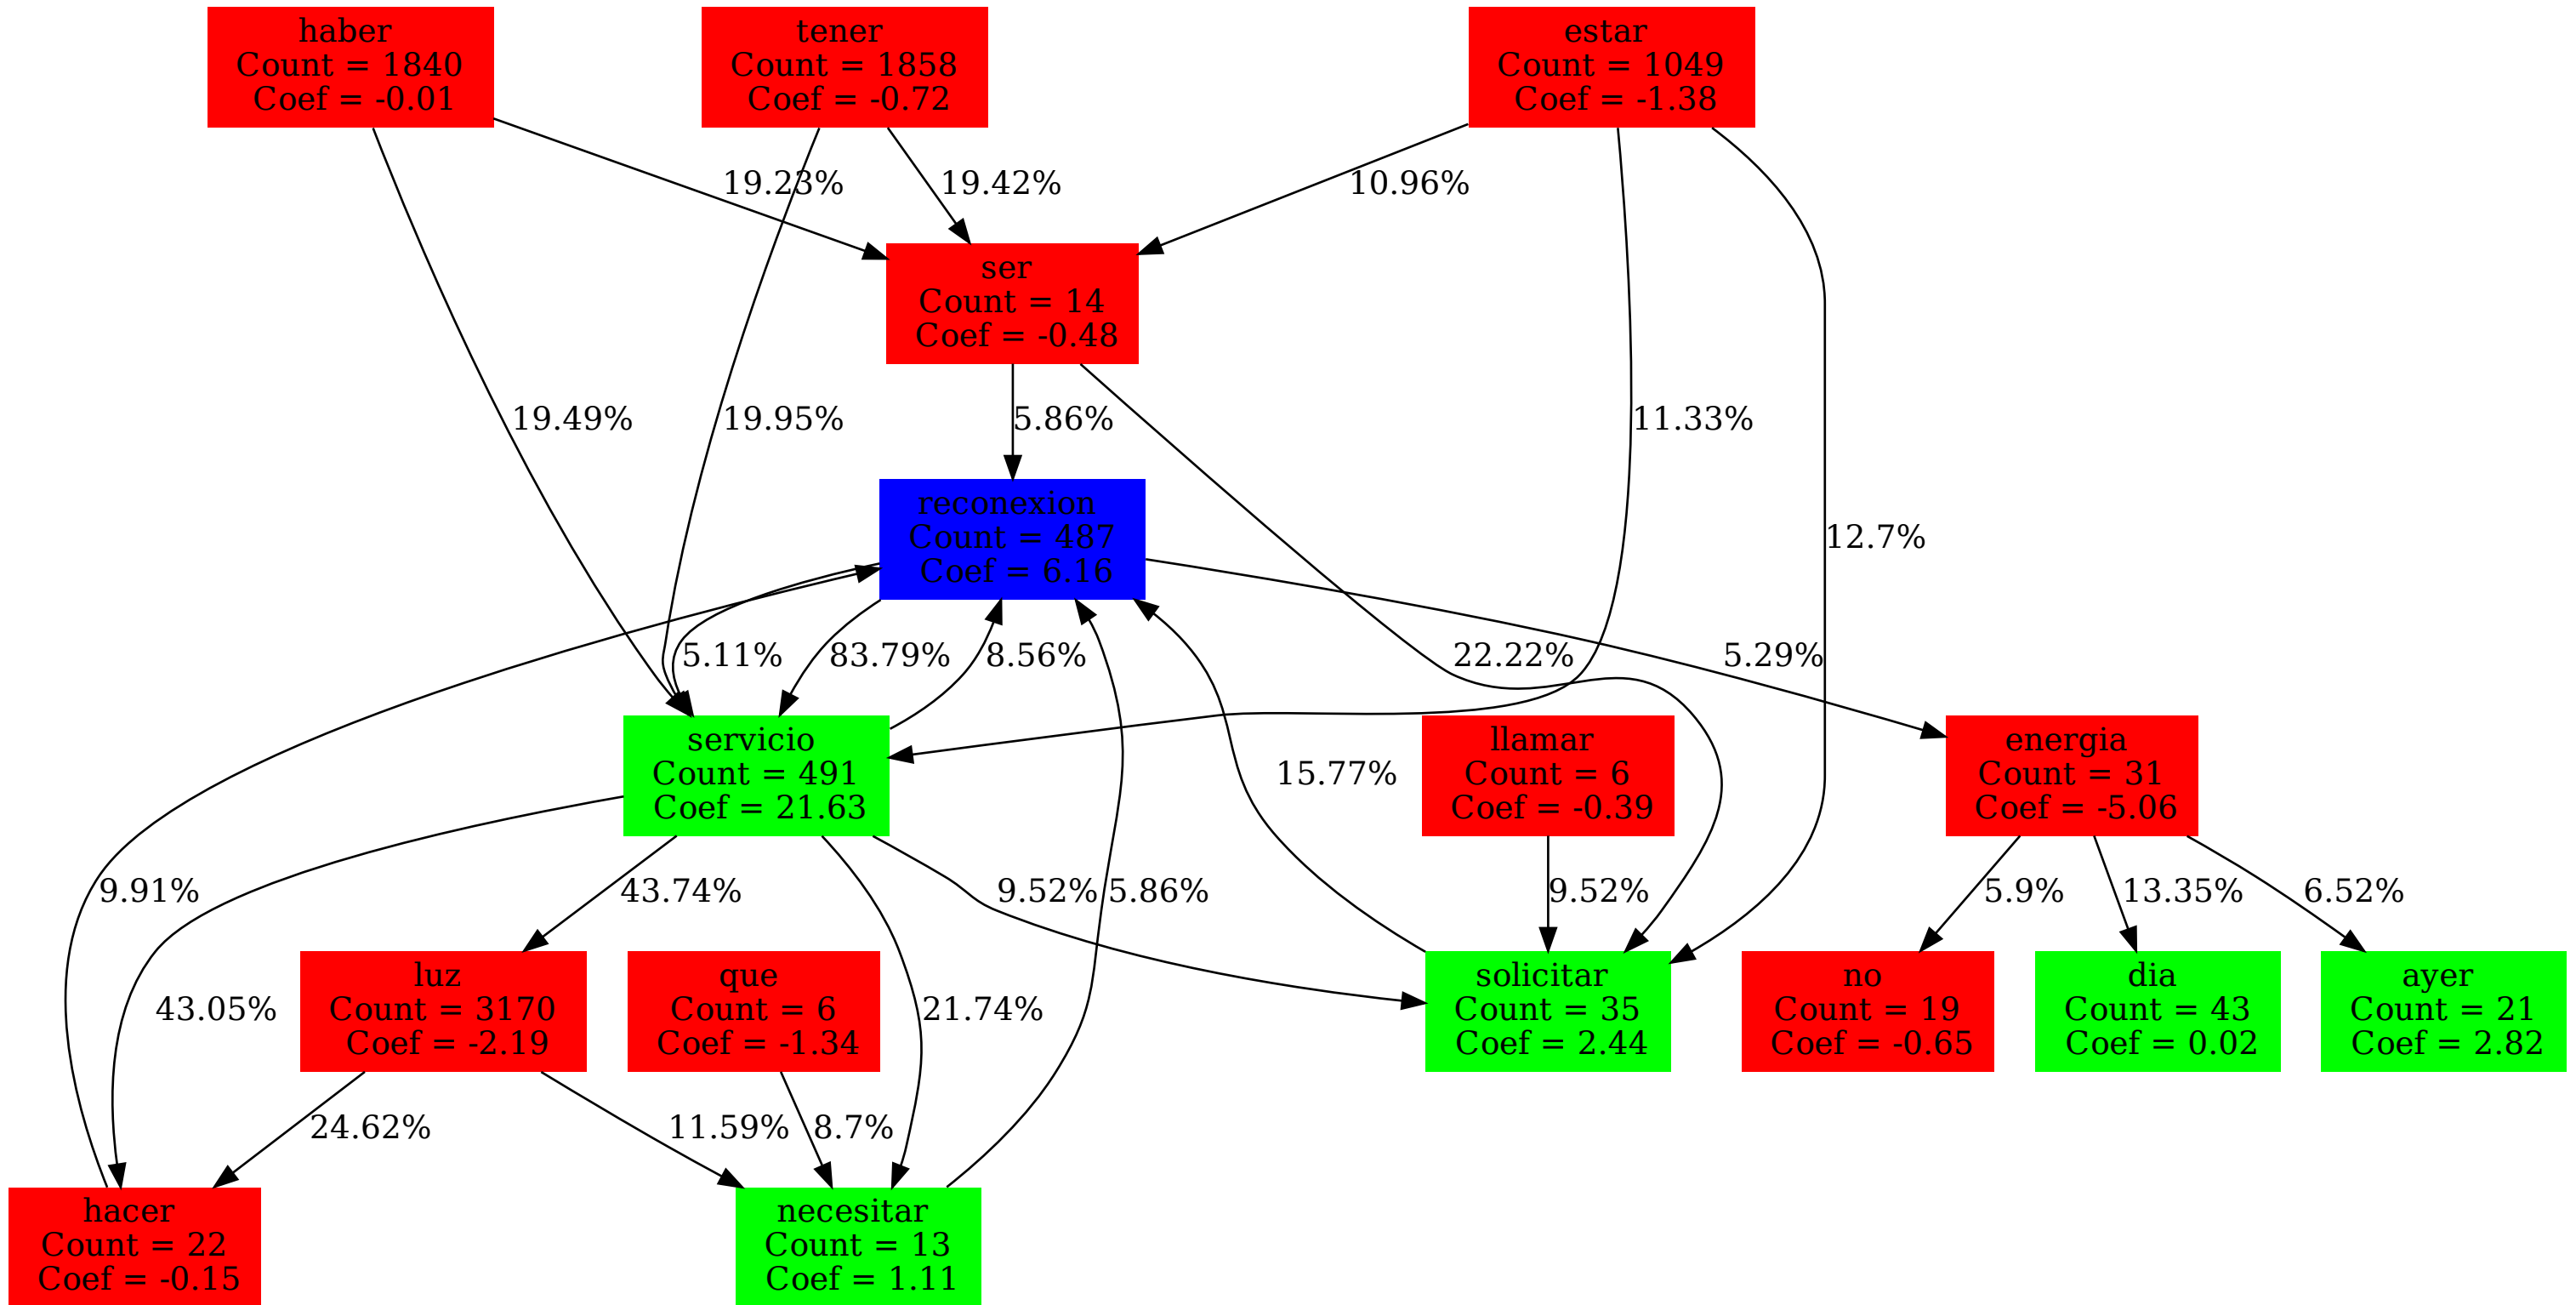 haber
Count = 1840
Coef = -0.01
tener
Count = 1858
Coef = -0.72
estar
Count = 1049
Coef = -1.38
19.23%
19.42%
10.96%
ser
Count = 14
Coef = -0.48
19.49%
19.95%
5.86%
11.33%
reconexion
Count = 487
Coef = 6.16
12.7%
5.11%
83.79%
8.56%
22.22%
5.29%
servicio
Count = 491
Coef = 21.63
15.77%
llamar
Count = 6
Coef = -0.39
energia
Count = 31
Coef = -5.06
9.91%
43.74%
9.52%
5.86%
9.52%
5.9%
13.35%
6.52%
43.05%
luz
Count = 3170
Coef = -2.19
que
Count = 6
Coef = -1.34
21.74%
solicitar
Count = 35
Coef = 2.44
no
Count = 19
Coef = -0.65
dia
Count = 43
Coef = 0.02
ayer
Count = 21
Coef = 2.82
24.62%
11.59%
8.7%
hacer
Count = 22
Coef = -0.15
necesitar
Count = 13
Coef = 1.11